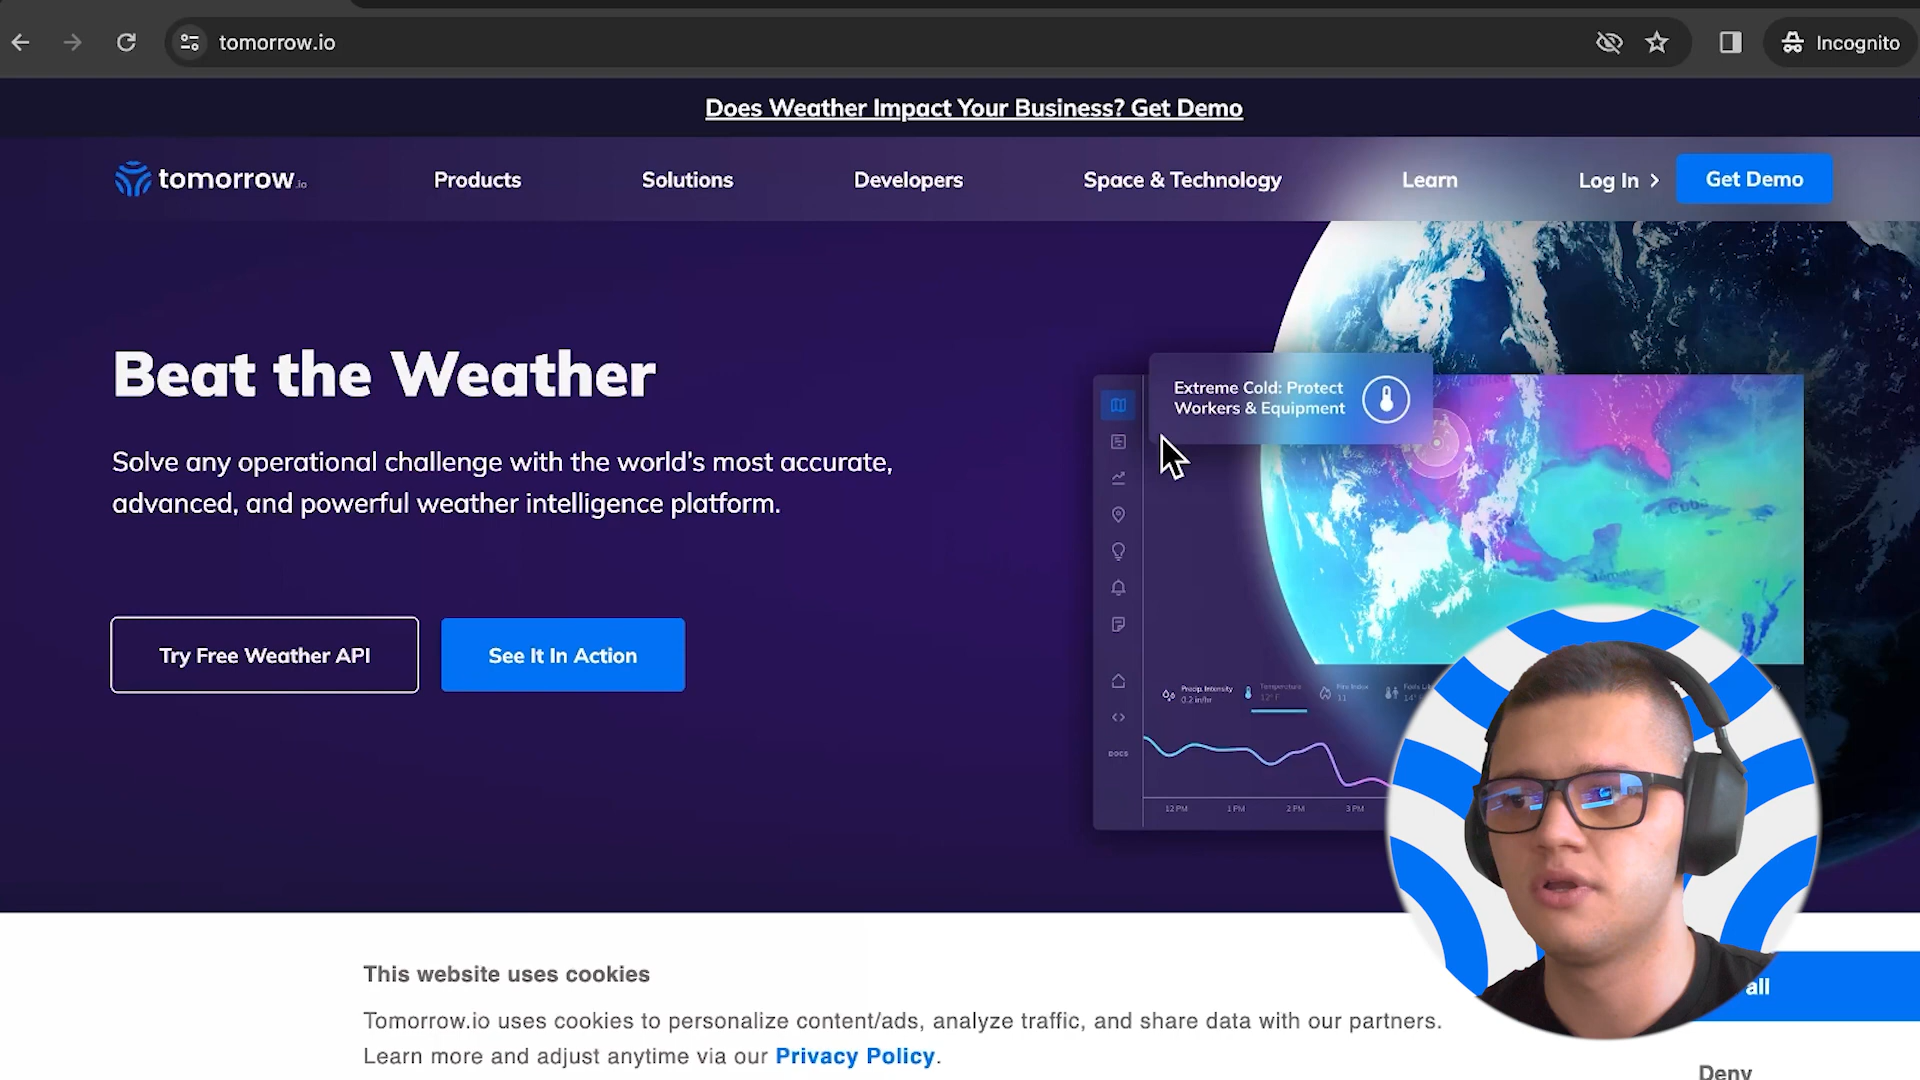 tomorrow.io
Incognito
Does Weather Impact Your Business? Get Demo
tomorrow.io
Products
Solutions
Developers
Space & Technology
Learn
Log In
Get Demo
Beat the Weather
Solve any operational challenge with the world's most accurate,
advanced, and powerful weather intelligence platform.
Try Free Weather API
See It In Action
Extreme Cold: Protect
Workers & Equipment
Cuba
Precip. Intensity
0.2 in/hr
Temperature
12° F
Fire Index
11
DOCS
12 PM
1 PM
2 PM
3 PM
This website uses cookies
Tomorrow.io uses cookies to personalize content/ads, analyze traffic, and share data with our partners.
Learn more and adjust anytime via our Privacy Policy.
all
Deny